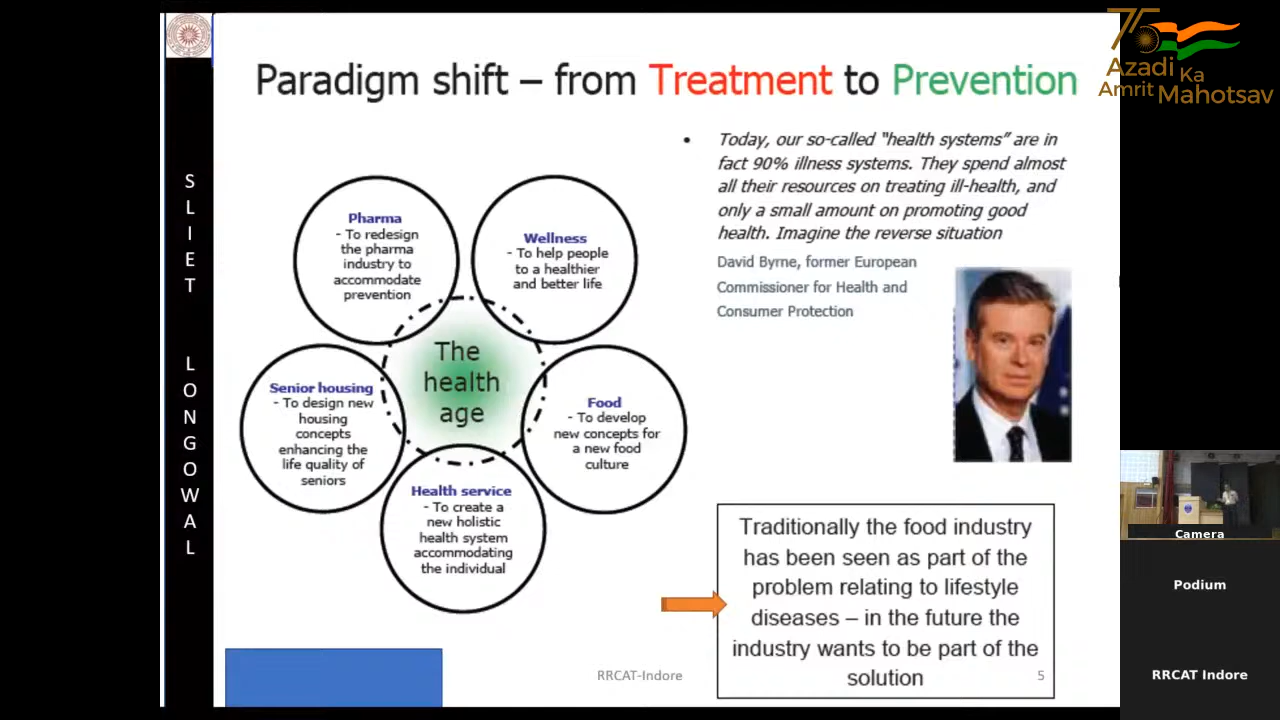 Paradigm shift – from Treatment to Prevention
75
Azadi
Ka
Amrit
Mahotsav
S
L
I
E
T
L
O
N
G
O
W
A
L
• Today, our so-called “health systems” are in
fact 90% illness systems. They spend almost
all their resources on treating ill-health, and
only a small amount on promoting good
health. Imagine the reverse situation
David Byrne, former European
Commissioner for Health and
Consumer Protection
Pharma
- To redesign
the pharma
industry to
accommodate
prevention
Wellness
- To help people
to a healthier
and better life
The
health
age
Senior housing
- To design new
housing
concepts
enhancing the
life quality of
seniors
Food
- To develop
new concepts for
a new food
culture
Health service
- To create a
new holistic
health system
accommodating
the individual
Traditionally the food industry
has been seen as part of the
problem relating to lifestyle
diseases – in the future the
industry wants to be part of the
solution
RRCAT-Indore
5
Camera
Podium
RRCAT Indore